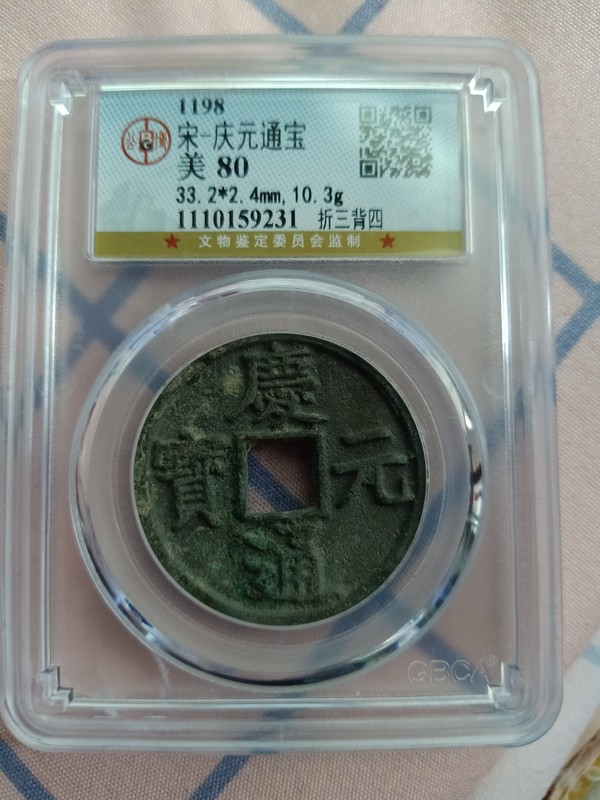 1198
宋-庆元通宝
美 80
33.2*2.4mm,10.3g
1110159231 折三背四
★ 文物鉴定委员会监制 ★
慶
寶 元
通
GBCA